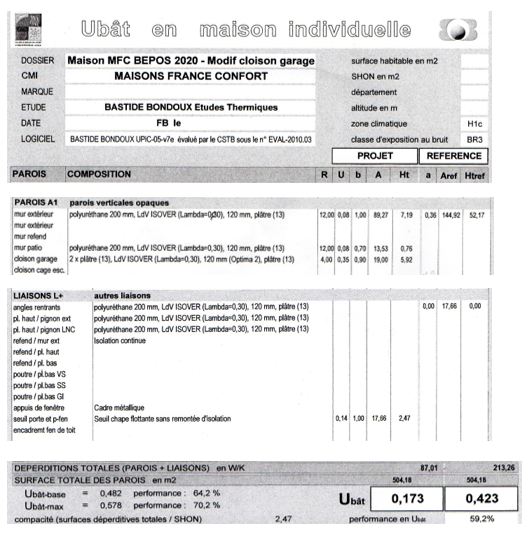 Ubât en maison individuelle
DOSSIER Maison MFC BEPOS 2020 - Modif cloison garage surface habitable en m2
CMI MAISONS FRANCE CONFORT SHON en m2
MARQUE département
ETUDE BASTIDE BONDOUX Etudes Thermiques altitude en m
DATE FB le zone climatique H1c
LOGICIEL BASTIDE BONDOUX UPIC-05-v7e évalué par le CSTB sous le n° EVAL-2010.03 classe d'exposition au bruit BR3
PROJET REFERENCE
PAROIS COMPOSITION R U b A Ht a Aref Htref
PAROIS A1 parois verticales opaques
mur extérieur polyuréthane 200 mm, LdV ISOVER (Lambda=0,30), 120 mm, plâtre (13) 12,00 0,08 1,00 89,27 7,19 0,36 144,92 52,17
mur extérieur
mur refend
mur patio polyuréthane 200 mm, LdV ISOVER (Lambda=0,30), 120 mm, plâtre (13) 12,00 0,08 0,70 13,53 0,76
cloison garage 2 x plâtre (13), LdV ISOVER (Lambda=0,30), 120 mm (Optima 2), plâtre (13) 4,00 0,35 0,90 19,00 5,92
cloison cage esc.
LIAISONS L+ autres liaisons
angles rentrants polyuréthane 200 mm, LdV ISOVER (Lambda=0,30), 120 mm, plâtre (13) 0,00 17,66 0,00
pl. haut / pignon ext polyuréthane 200 mm, LdV ISOVER (Lambda=0,30), 120 mm, plâtre (13)
pl. haut / pignon LNC polyuréthane 200 mm, LdV ISOVER (Lambda=0,30), 120 mm, plâtre (13)
refend / mur ext Isolation continue
refend / pl. haut
refend / pl. bas
poutre / pl.bas VS
poutre / pl.bas SS
poutre / pl.bas GI
appuis de fenêtre Cadre métallique
seuil porte et p-fen Seuil chape flottante sans remontée d'isolation 0,14 1,00 17,66 2,47
encadremt fen de toit
DEPERDITIONS TOTALES (PAROIS + LIAISONS) en W/K 87,01 213,26
SURFACE TOTALE DES PAROIS en m2 504,18 504,18
Ubât-base = 0,482 performance : 64,2 % Ubât 0,173 0,423
Ubât-max = 0,578 performance : 70,2 %
compacité (surfaces déperditives totales / SHON) 2,47 performance en Ubât 59,2%